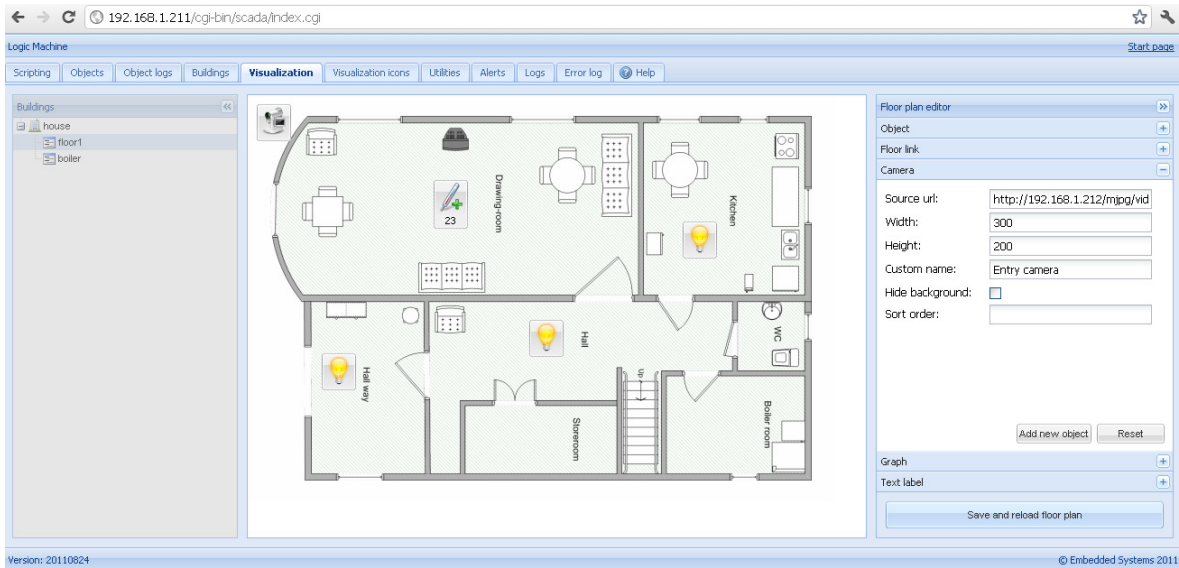 192.168.1.211/cgi-bin/scada/index.cgi
Logic Machine
Start page
Scripting
Objects
Object logs
Buildings
Visualization
Visualization icons
Utilities
Alerts
Logs
Error log
Help
Buildings
house
floor1
boiler
Drawing-room
23
Kitchen
Hall
WC
Hall way
Up
Storeroom
Boiler room
Floor plan editor
Object
Floor link
Camera
Source url: http://192.168.1.212/mjpg/vid
Width: 300
Height: 200
Custom name: Entry camera
Hide background:
Sort order:
Add new object
Reset
Graph
Text label
Save and reload floor plan
Version: 20110824
© Embedded Systems 2011